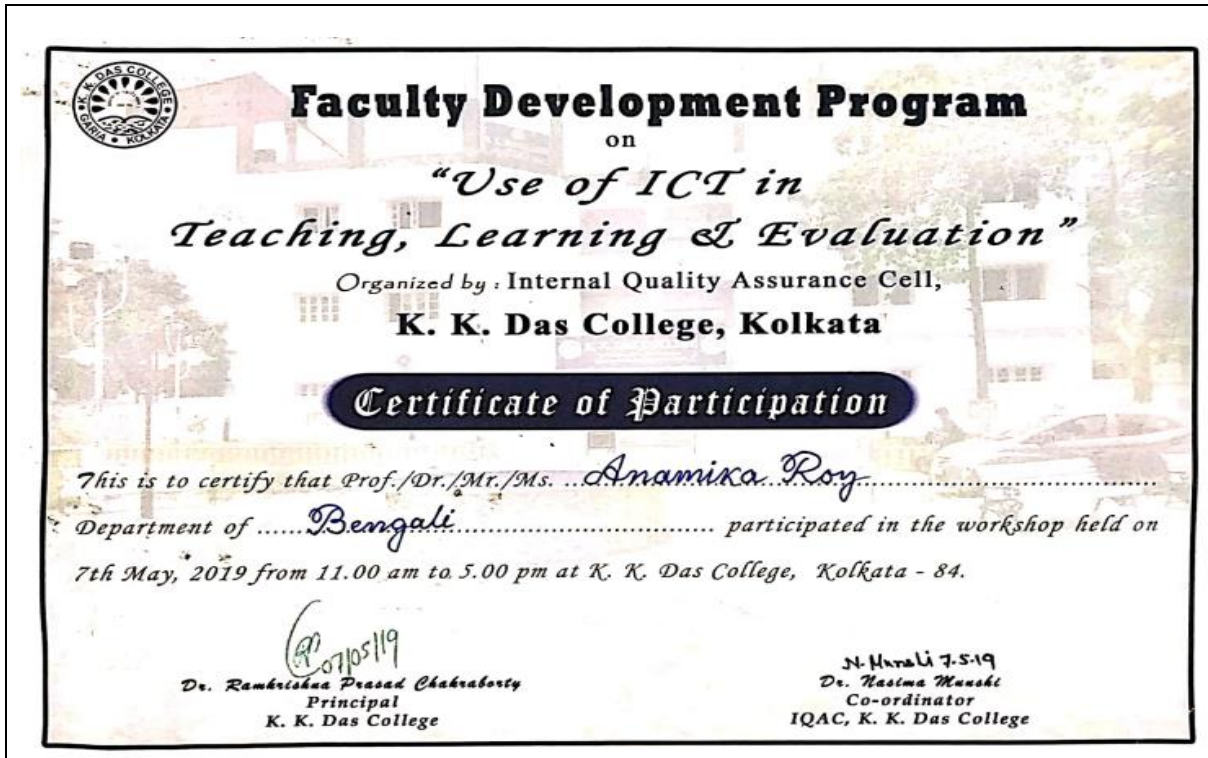 K. K. DAS COLLEGE
GARIA • KOLKATA
Faculty Development Program
on
“Use of ICT in
Teaching, Learning & Evaluation”
Organized by : Internal Quality Assurance Cell,
K. K. Das College, Kolkata
Certificate of Participation
This is to certify that Prof./Dr./Mr./Ms. Anamika Roy
Department of Bengali participated in the workshop held on
7th May, 2019 from 11.00 am to 5.00 pm at K. K. Das College, Kolkata - 84.
07/05/19
Dr. Ramkrishna Prasad Chakraborty
Principal
K. K. Das College
N. Munshi 7.5.19
Dr. Nasima Munshi
Co-ordinator
IQAC, K. K. Das College